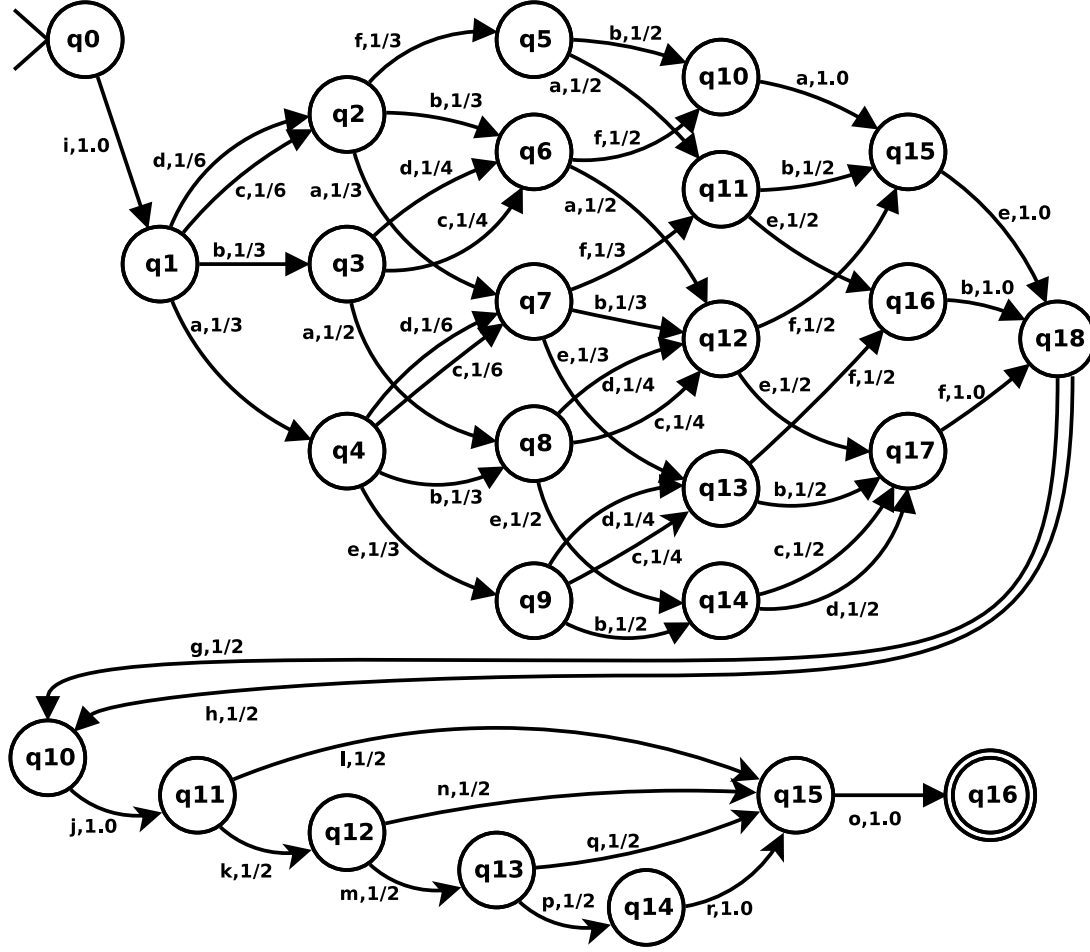 q0
q5
b,1/2
f,1/3
q10
a,1.0
a,1/2
q2
b,1/3
q6
f,1/2
q15
i,1.0
d,1/6
d,1/4
b,1/2
c,1/6
a,1/3
q11
c,1/4
a,1/2
e,1/2
e,1.0
q1
b,1/3
q3
f,1/3
q7
b,1/3
q16
b,1.0
a,1/3
a,1/2
d,1/6
f,1/2
q12
q18
e,1/3
c,1/6
d,1/4
e,1/2
f,1/2
f,1.0
c,1/4
q4
q8
q17
b,1/3
q13
b,1/2
e,1/2
d,1/4
e,1/3
c,1/4
c,1/2
q9
q14
b,1/2
d,1/2
g,1/2
h,1/2
q10
l,1/2
n,1/2
q11
q15
q16
j,1.0
o,1.0
q12
q,1/2
k,1/2
q13
m,1/2
p,1/2
q14
r,1.0